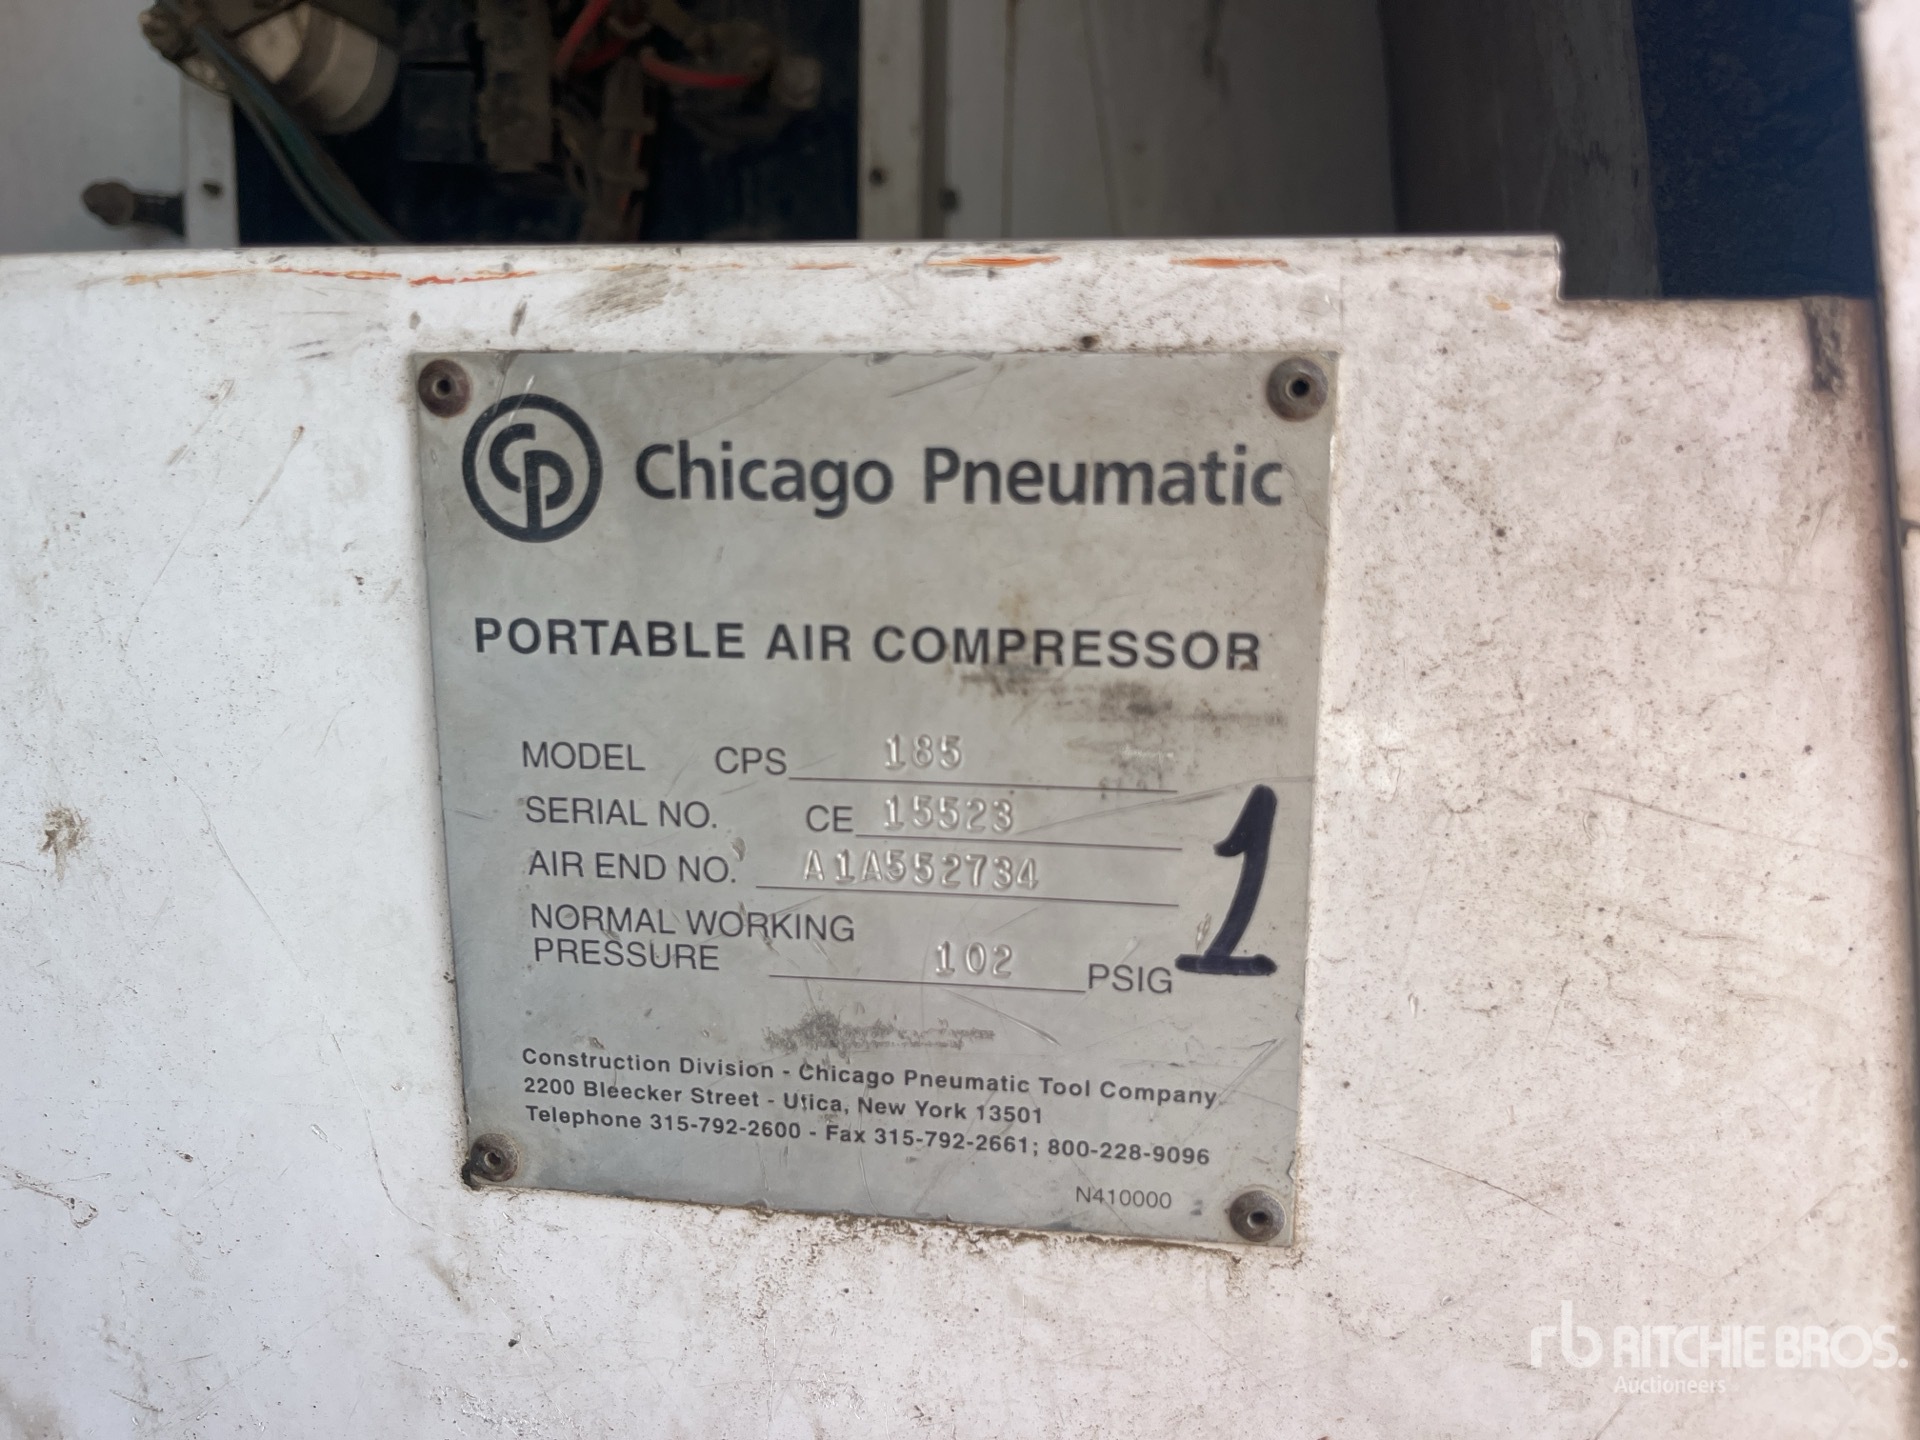 CP Chicago Pneumatic
PORTABLE AIR COMPRESSOR
MODEL CPS 185
SERIAL NO. CE 15523
AIR END NO. A1A552734
NORMAL WORKING
PRESSURE 102 PSIG
1
Construction Division - Chicago Pneumatic Tool Company
2200 Bleecker Street - Utica, New York 13501
Telephone 315-792-2600 - Fax 315-792-2661; 800-228-9096
N410000
rb RITCHIE BROS.
Auctioneers